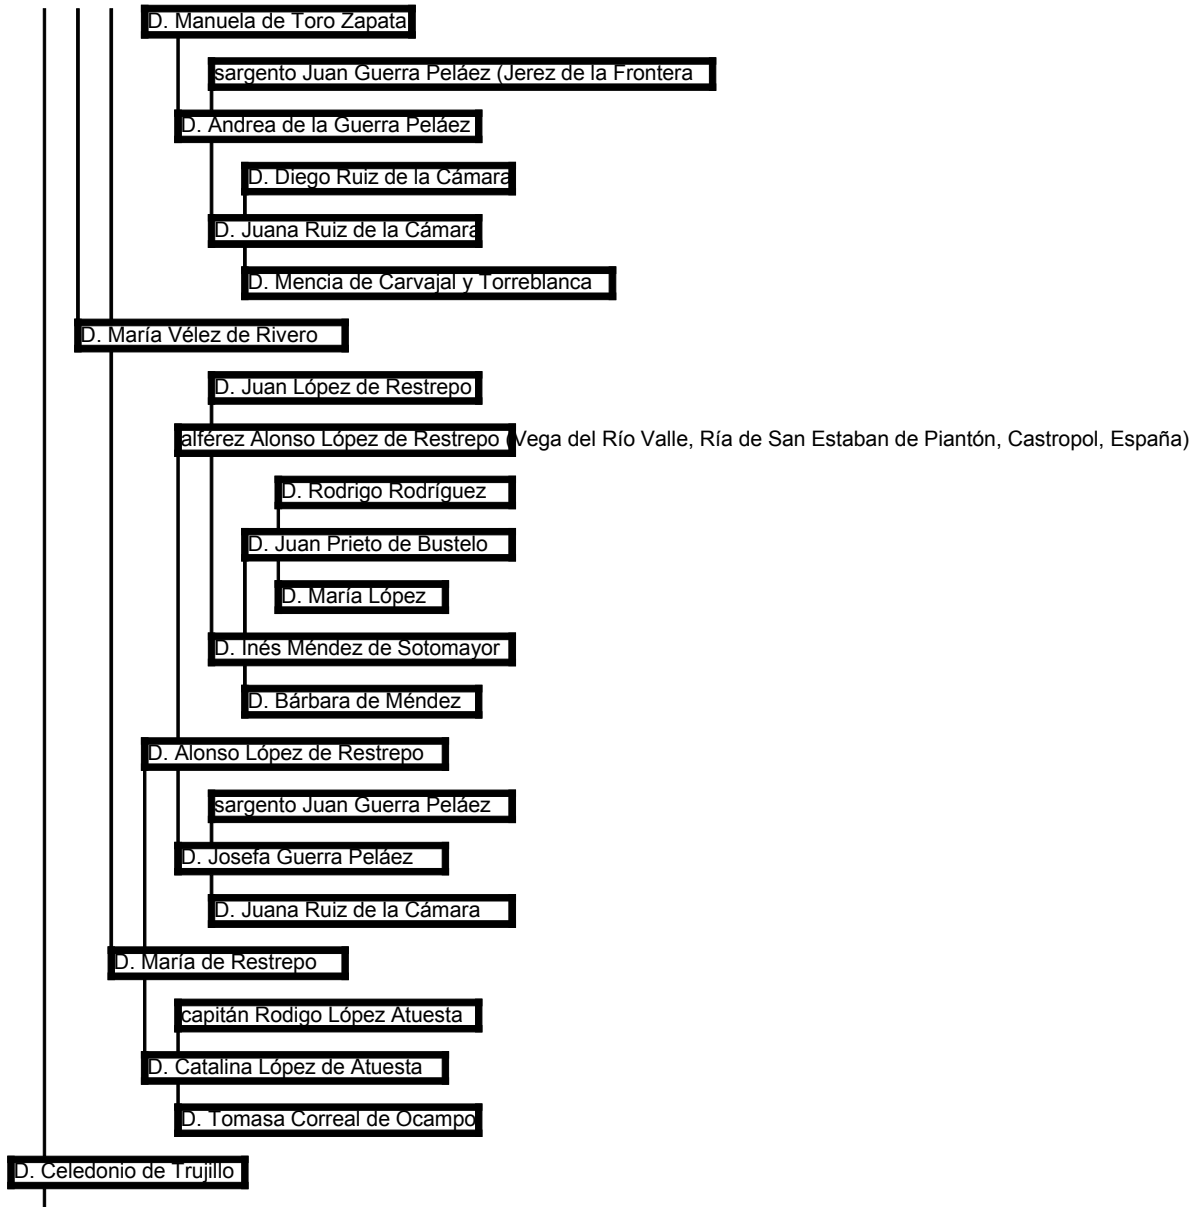 D. Manuela de Toro Zapata
sargento Juan Guerra Peláez (Jerez de la Frontera
D. Andrea de la Guerra Peláez
D. Diego Ruiz de la Cámara
D. Juana Ruiz de la Cámara
D. Mencia de Carvajal y Torreblanca
D. María Vélez de Rivero
D. Juan López de Restrepo
alférez Alonso López de Restrepo (Vega del Río Valle, Ría de San Estaban de Piantón, Castropol, España)
D. Rodrigo Rodríguez
D. Juan Prieto de Bustelo
D. María López
D. Inés Méndez de Sotomayor
D. Bárbara de Méndez
D. Alonso López de Restrepo
sargento Juan Guerra Peláez
D. Josefa Guerra Peláez
D. Juana Ruiz de la Cámara
D. María de Restrepo
capitán Rodigo López Atuesta
D. Catalina López de Atuesta
D. Tomasa Correal de Ocampo
D. Celedonio de Trujillo